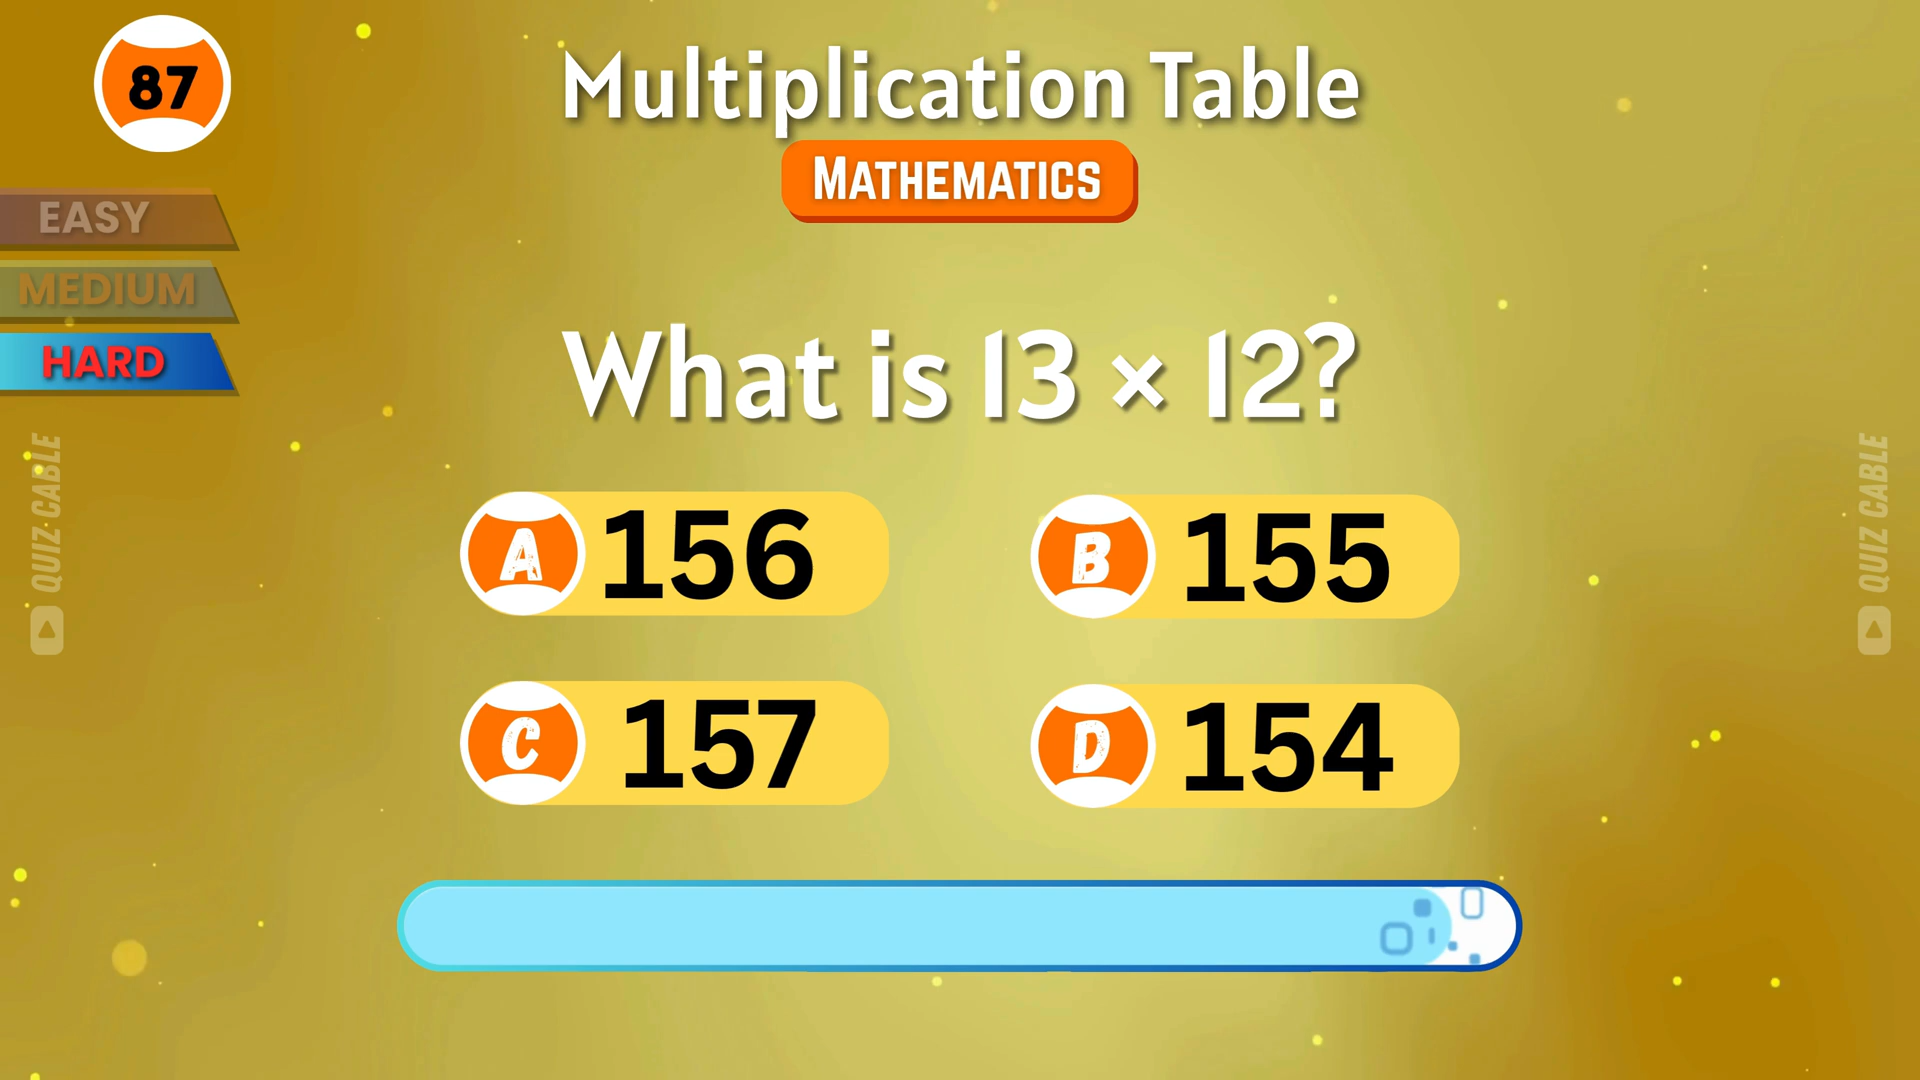 87
Multiplication Table
MATHEMATICS
EASY
MEDIUM
HARD
What is 13 × 12?
A 156
B 155
C 157
D 154
QUIZ CABLE
QUIZ CABLE